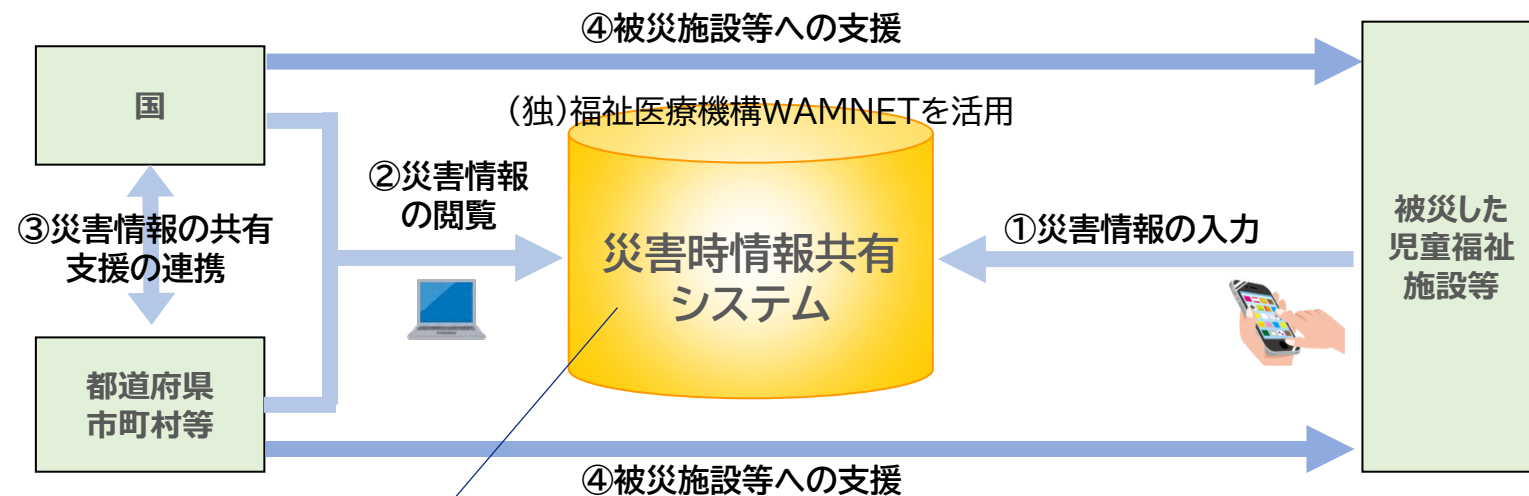 ④被災施設等への支援
国
(独)福祉医療機構WAMNETを活用
②災害情報
の閲覧
③災害情報の共有
支援の連携
災害時情報共有
システム
①災害情報の入力
被災した
児童福祉
施設等
都道府県
市町村等
④被災施設等への支援